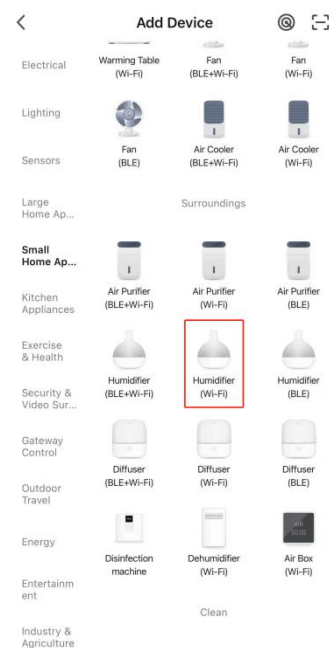 Add Device
Electrical
Lighting
Sensors
Large
Home Ap...
Small
Home Ap...
Kitchen
Appliances
Exercise
& Health
Security &
Video Sur...
Gateway
Control
Outdoor
Travel
Energy
Entertainm
ent
Industry &
Agriculture
Warming Table
(Wi-Fi)
Fan
(BLE+Wi-Fi)
Fan
(Wi-Fi)
Fan
(BLE)
Air Cooler
(BLE+Wi-Fi)
Air Cooler
(Wi-Fi)
Surroundings
Air Purifier
(BLE+Wi-Fi)
Air Purifier
(Wi-Fi)
Air Purifier
(BLE)
Humidifier
(BLE+Wi-Fi)
Humidifier
(Wi-Fi)
Humidifier
(BLE)
Diffuser
(BLE+Wi-Fi)
Diffuser
(Wi-Fi)
Diffuser
(BLE)
Disinfection
machine
Dehumidifier
(Wi-Fi)
Air Box
(Wi-Fi)
Clean